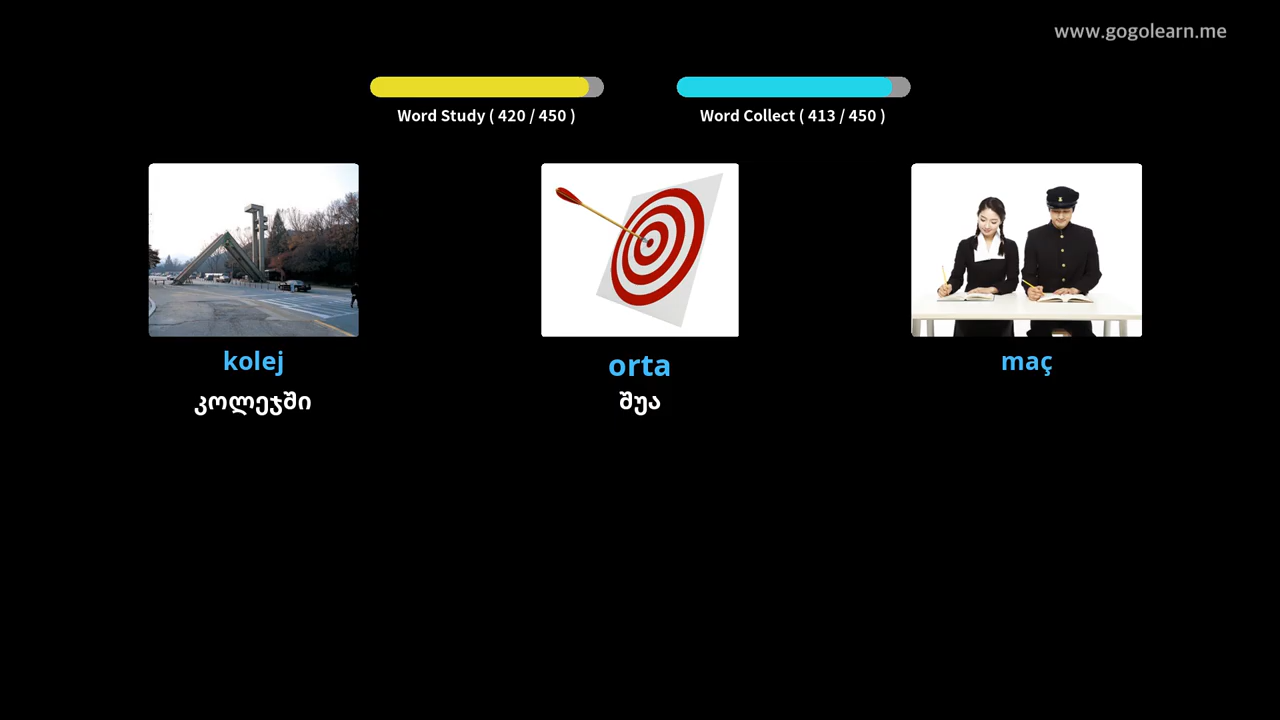 www.gogolearn.me
Word Study ( 420 / 450 )
Word Collect ( 413 / 450 )
kolej
orta
maç
კოლეჯში
შუა